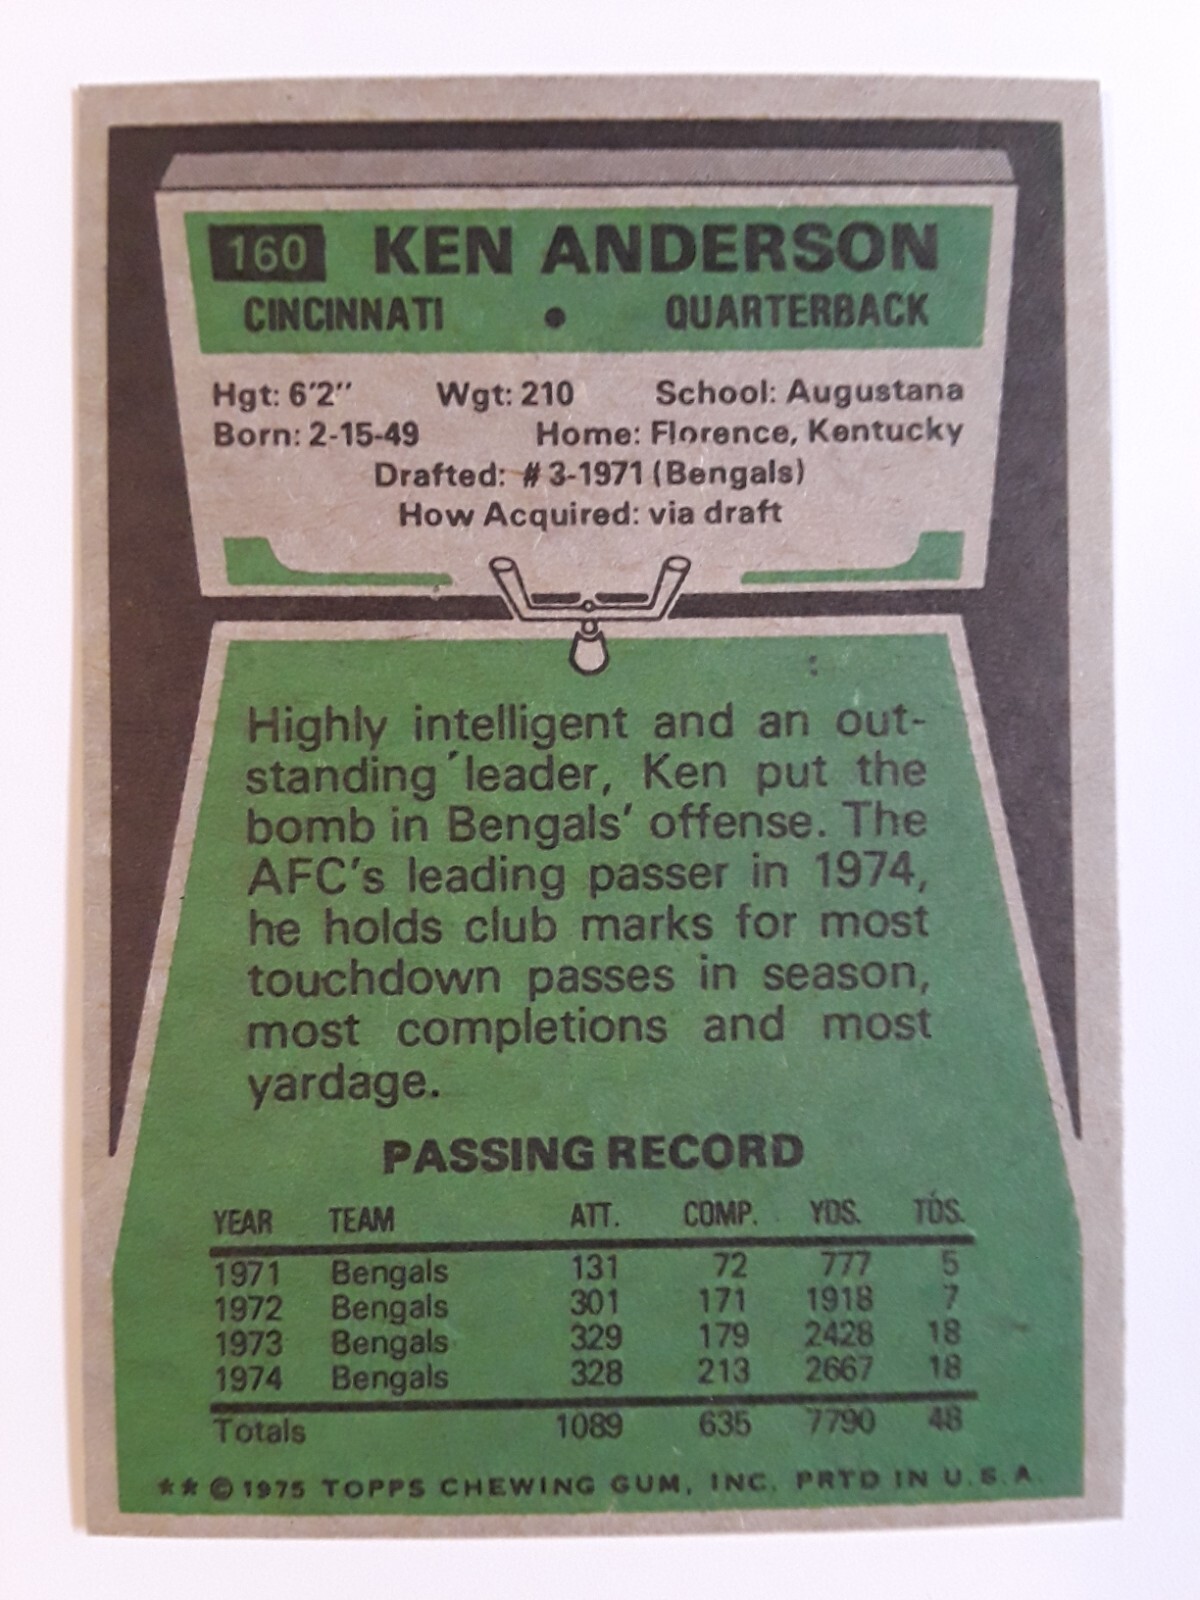 160 KEN ANDERSON
CINCINNATI • QUARTERBACK
Hgt: 6'2" Wgt: 210 School: Augustana
Born: 2-15-49 Home: Florence, Kentucky
Drafted: #3-1971 (Bengals)
How Acquired: via draft
Highly intelligent and an out-
standing leader, Ken put the
bomb in Bengals' offense. The
AFC's leading passer in 1974,
he holds club marks for most
touchdown passes in season,
most completions and most
yardage.
PASSING RECORD
YEAR TEAM ATT. COMP. YDS. TDS.
1971 Bengals 131 72 777 5
1972 Bengals 301 171 1918 7
1973 Bengals 329 179 2428 18
1974 Bengals 328 213 2667 18
Totals 1089 635 7790 48
** © 1975 TOPPS CHEWING GUM, INC. PRTD IN U.S.A.